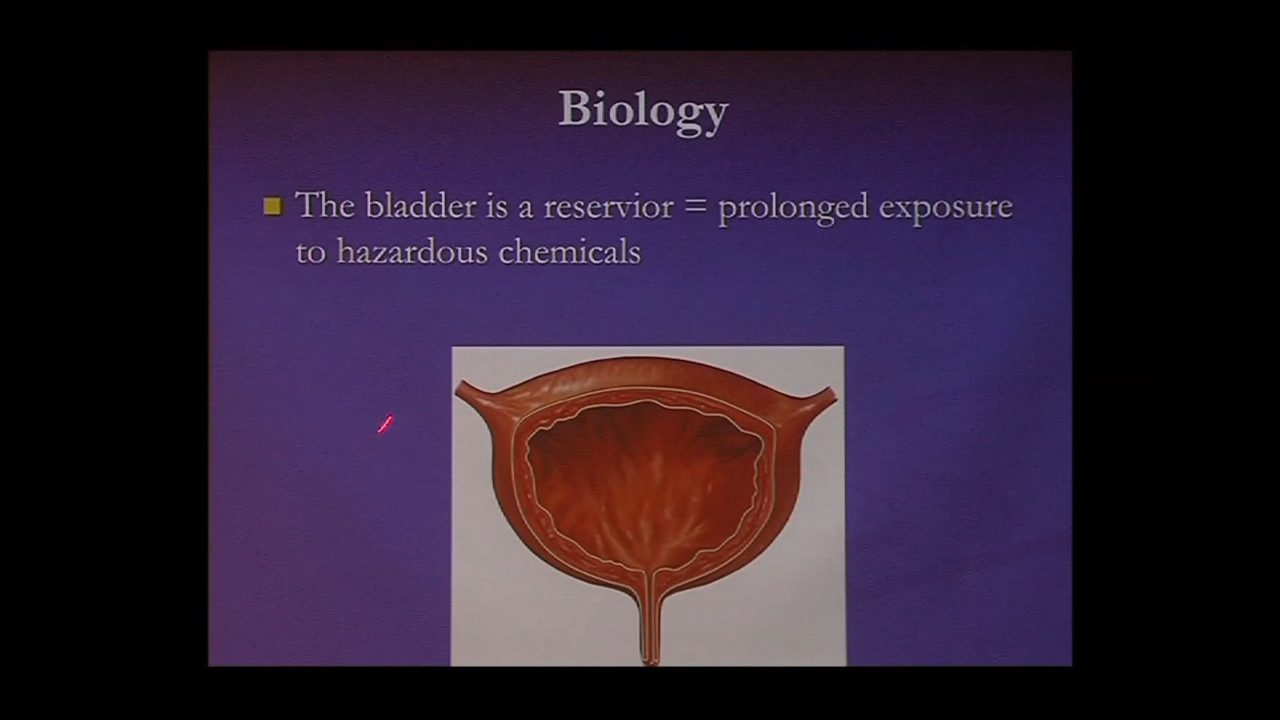 Biology
The bladder is a reservior = prolonged exposure
to hazardous chemicals